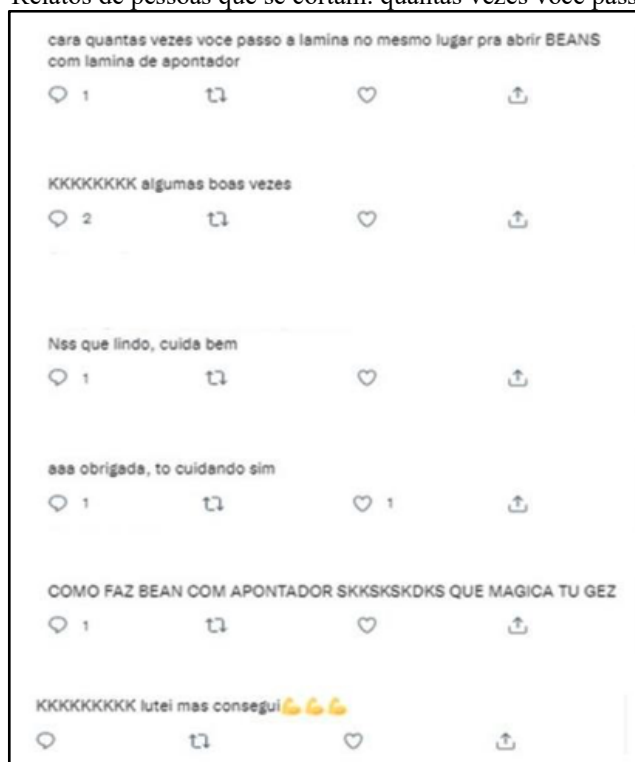 Relatos de pessoas que se cortam: quantas vezes você pass
cara quantas vezes voce passo a lamina no mesmo lugar pra abrir BEANS
com lamina de apontador
1
KKKKKKKK algumas boas vezes
2
Nss que lindo, cuida bem
1
aaa obrigada, to cuidando sim
1 1
COMO FAZ BEAN COM APONTADOR SKKSKSKDKS QUE MAGICA TU GEZ
1
KKKKKKKKK lutei mas consegui💪💪💪